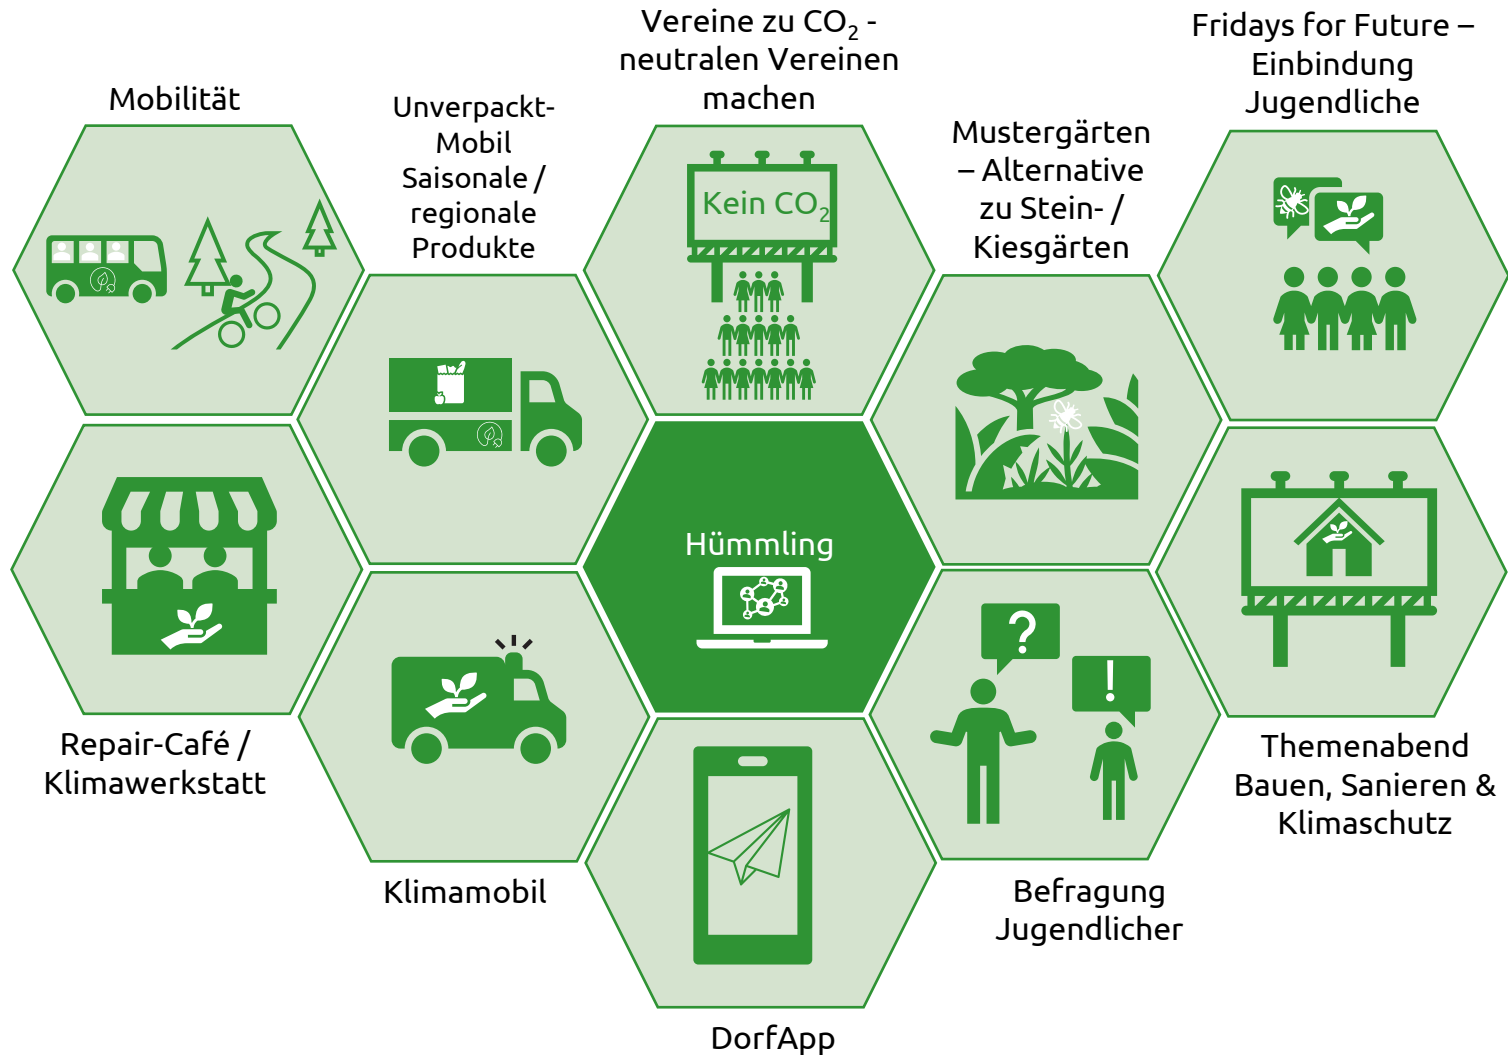 Mobilität
Unverpackt-
Mobil
Saisonale /
regionale
Produkte
Vereine zu CO₂ -
neutralen Vereinen
machen
Kein CO₂
Mustergärten
– Alternative
zu Stein- /
Kiesgärten
Fridays for Future –
Einbindung
Jugendliche
Hümmling
?
!
Repair-Café /
Klimawerkstatt
Klimamobil
DorfApp
Befragung
Jugendlicher
Themenabend
Bauen, Sanieren &
Klimaschutz